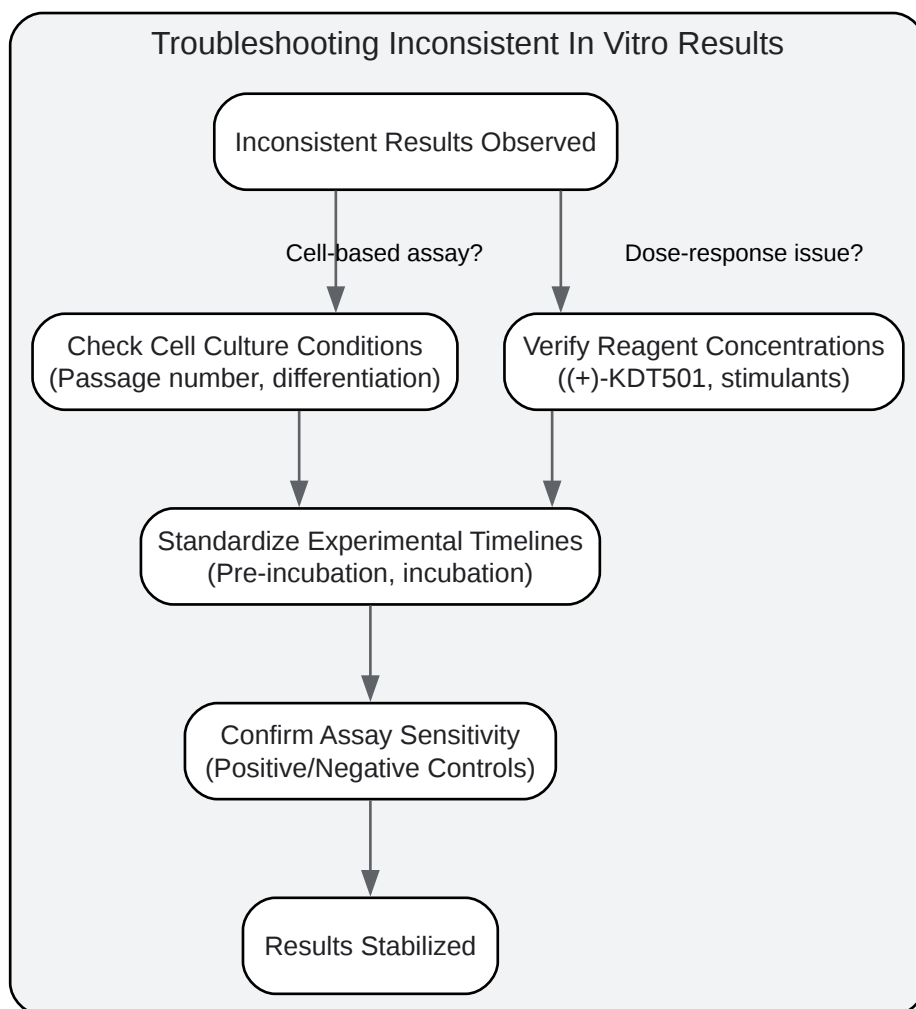 Troubleshooting Inconsistent In Vitro Results
Inconsistent Results Observed
Cell-based assay?
Dose-response issue?
Check Cell Culture Conditions
(Passage number, differentiation)
Verify Reagent Concentrations
((+)-KDT501, stimulants)
Standardize Experimental Timelines
(Pre-incubation, incubation)
Confirm Assay Sensitivity
(Positive/Negative Controls)
Results Stabilized